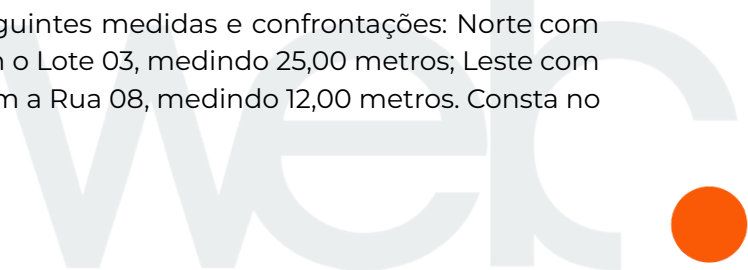 guintes medidas e confrontações: Norte com
o Lote 03, medindo 25,00 metros; Leste com
m a Rua 08, medindo 12,00 metros. Consta no
web.